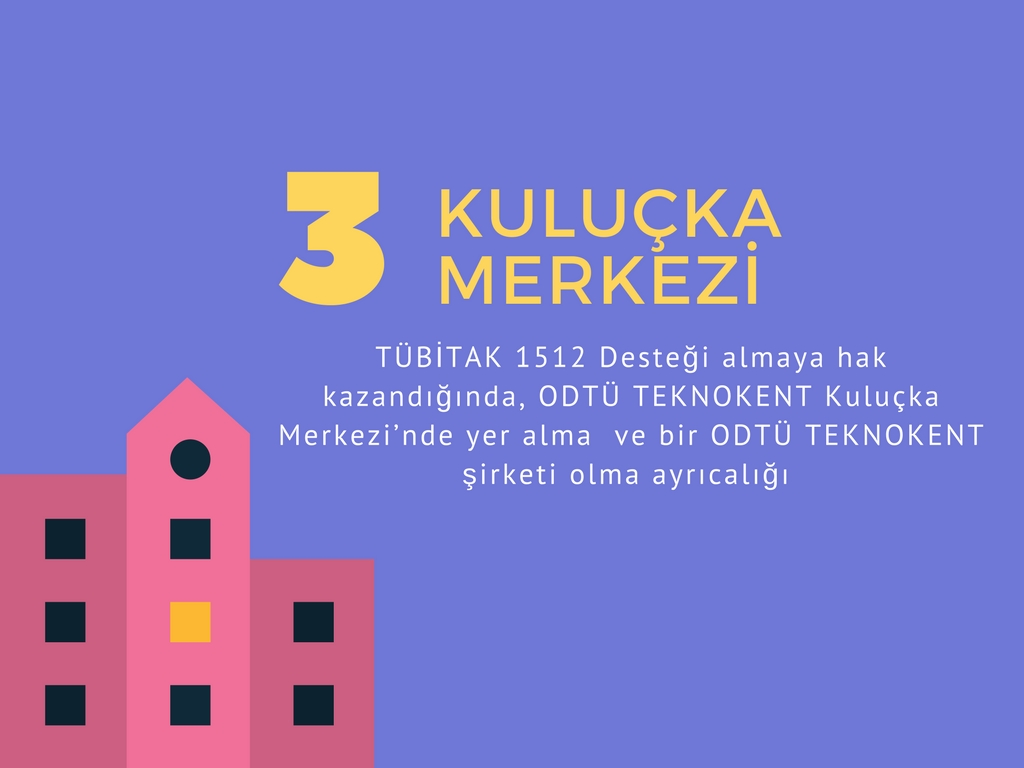 3 KULUÇKA
MERKEZİ
TÜBİTAK 1512 Desteği almaya hak
kazandığında, ODTÜ TEKNOKENT Kuluçka
Merkezi’nde yer alma ve bir ODTÜ TEKNOKENT
şirketi olma ayrıcalığı